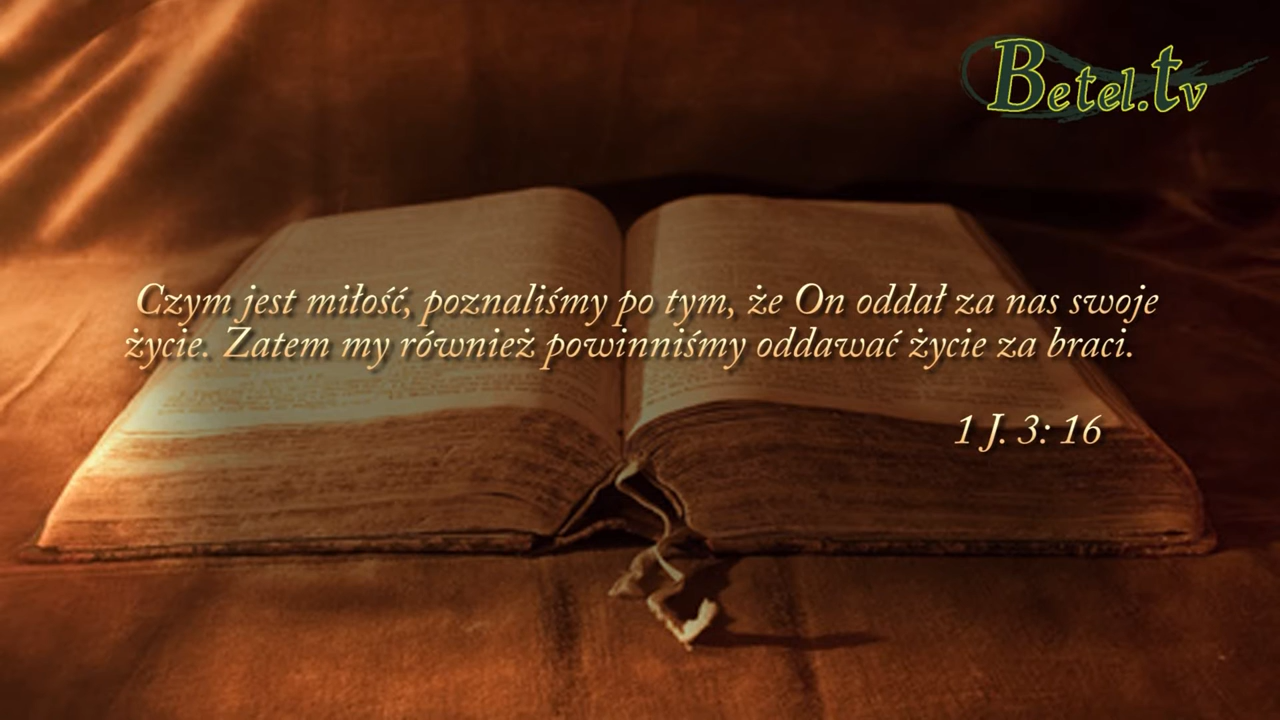 Betel.tv
Czym jest miłość, poznaliśmy po tym, że On oddał za nas swoje
życie. Zatem my również powinniśmy oddawać życie za braci.
1 J. 3: 16